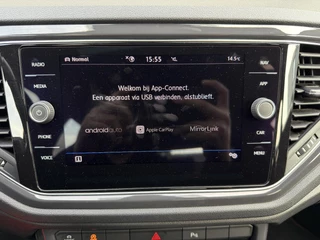 Normal 15:55 14.5°C
RADIO
NAV
MEDIA
APP
Welkom bij App-Connect.
Een apparaat via USB verbinden, alstublieft.
PHONE
CAR
androidauto Apple CarPlay MirrorLink
VOICE
MENU